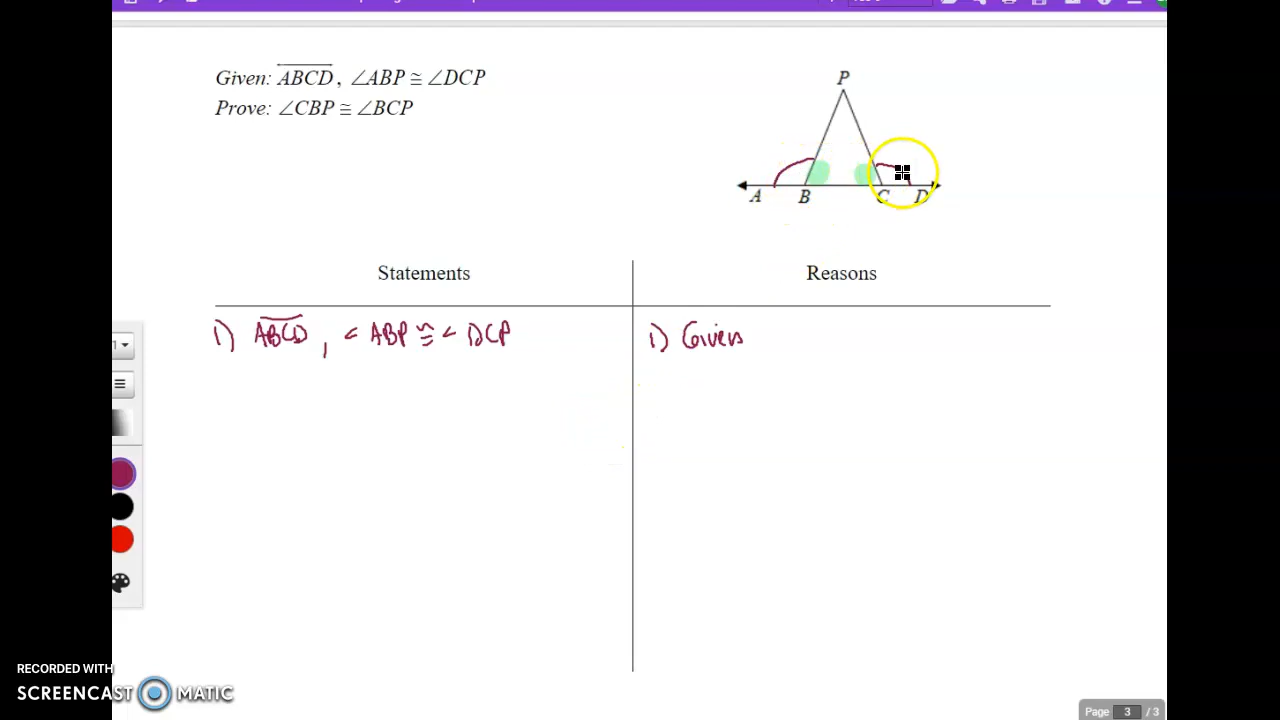 Given: ABCD, ∠ABP ≅ ∠DCP
Prove: ∠CBP ≅ ∠BCP
P
A B C D
Statements Reasons
1) ABCD, ∠ABP ≅ ∠DCP 1) Given
1
RECORDED WITH
SCREENCAST MATIC
Page 3 / 3